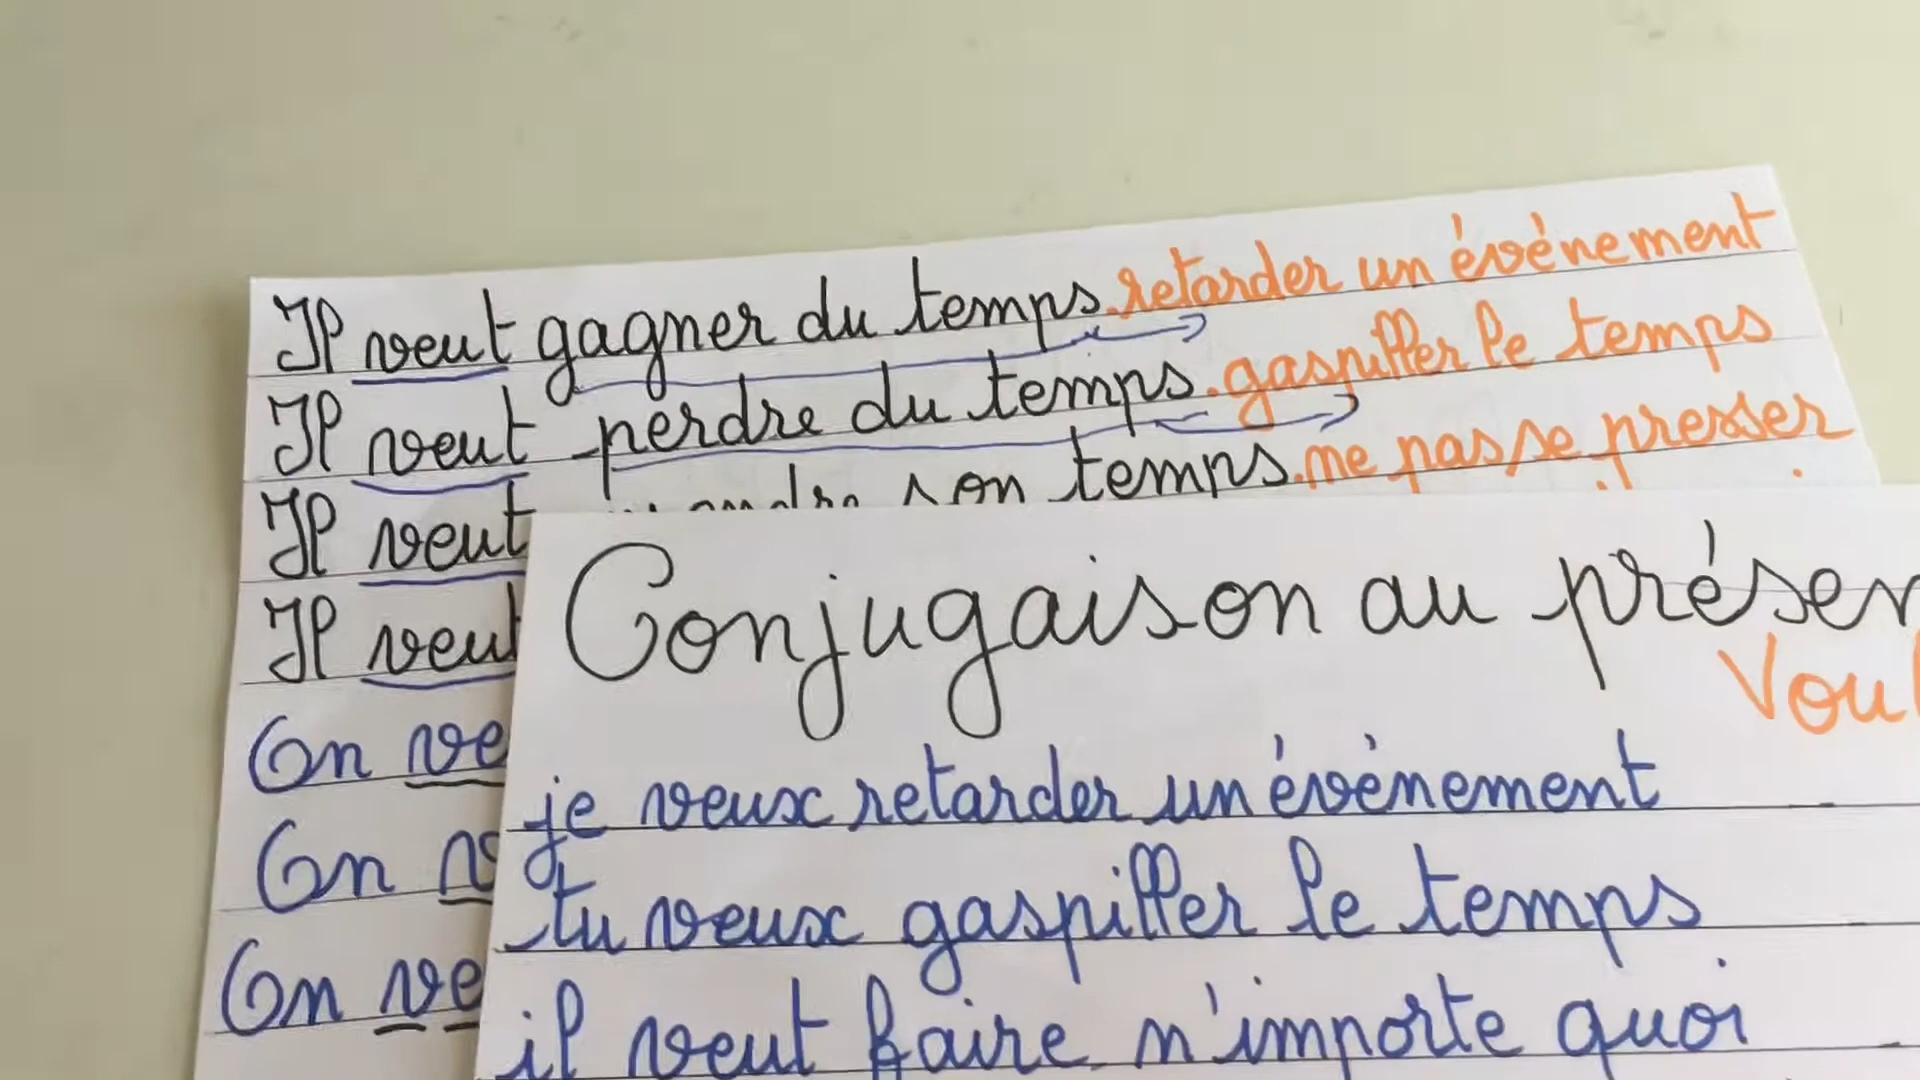 Il veut gagner du temps. retarder un évènement
Il veut perdre du temps. gaspiller le temps
Il veut son temps. ne pas se presser
Il veut
On
On
On
Conjugaison au
je veux retarder un évènement
tu veux gaspiller le temps
il veut faire n'importe quoi